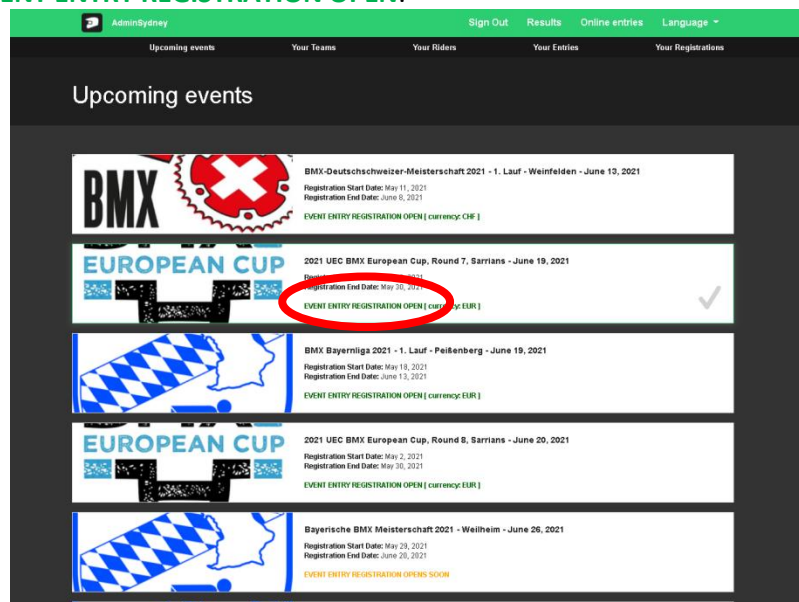 ENT ENTRY REGISTRATION OPEN.
AdminSydney Sign Out Results Online entries Language
Upcoming events Your Teams Your Riders Your Entries Your Registrations
Upcoming events
BMX
BMX-Deutschschweizer-Meisterschaft 2021 - 1. Lauf - Weinfelden - June 13, 2021
Registration Start Date: May 11, 2021
Registration End Date: June 8, 2021
EVENT ENTRY REGISTRATION OPEN [ currency: CHF ]
EUROPEAN CUP
2021 UEC BMX European Cup, Round 7, Sarrians - June 19, 2021
2021
Registration End Date: May 30, 2021
EVENT ENTRY REGISTRATION OPEN [ currency: EUR ]
BMX Bayernliga 2021 - 1. Lauf - Peißenberg - June 19, 2021
Registration Start Date: May 18, 2021
Registration End Date: June 13, 2021
EVENT ENTRY REGISTRATION OPEN [ currency: EUR ]
EUROPEAN CUP
2021 UEC BMX European Cup, Round 8, Sarrians - June 20, 2021
Registration Start Date: May 2, 2021
Registration End Date: May 30, 2021
EVENT ENTRY REGISTRATION OPEN [ currency: EUR ]
Bayerische BMX Meisterschaft 2021 - Weilheim - June 26, 2021
Registration Start Date: May 29, 2021
Registration End Date: June 20, 2021
EVENT ENTRY REGISTRATION OPENS SOON